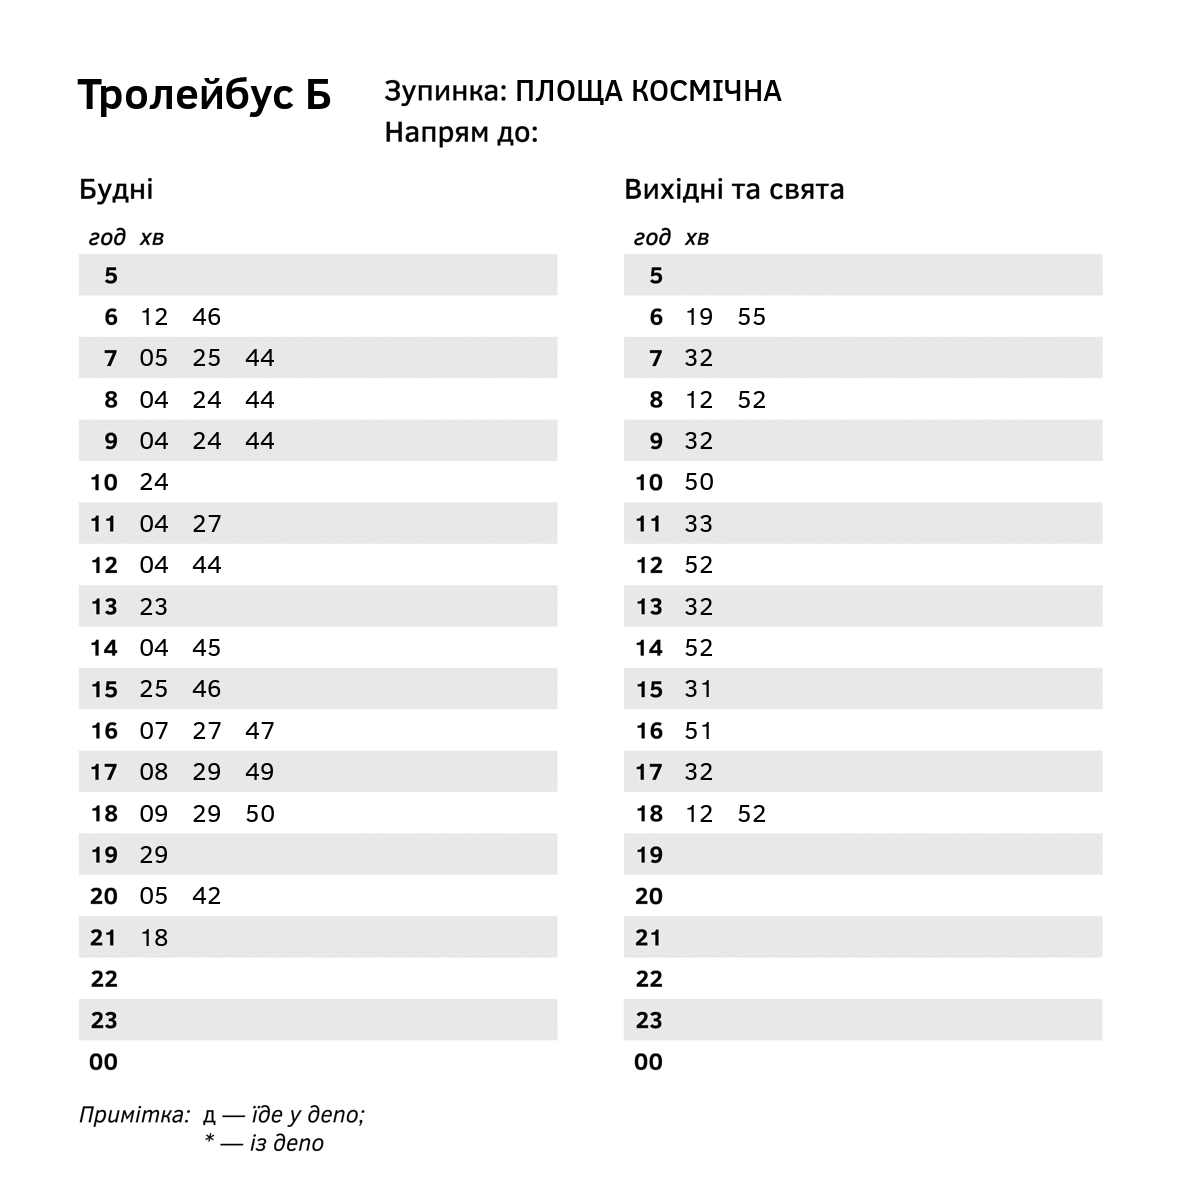 Тролейбус Б
Зупинка: ПЛОЩА КОСМІЧНА
Напрям до:
Будні
год хв
5
6 12 46
7 05 25 44
8 04 24 44
9 04 24 44
10 24
11 04 27
12 04 44
13 23
14 04 45
15 25 46
16 07 27 47
17 08 29 49
18 09 29 50
19 29
20 05 42
21 18
22
23
00
Вихідні та свята
год хв
5
6 19 55
7 32
8 12 52
9 32
10 50
11 33
12 52
13 32
14 52
15 31
16 51
17 32
18 12 52
19
20
21
22
23
00
Примітка: д — їде у депо;
* — із депо